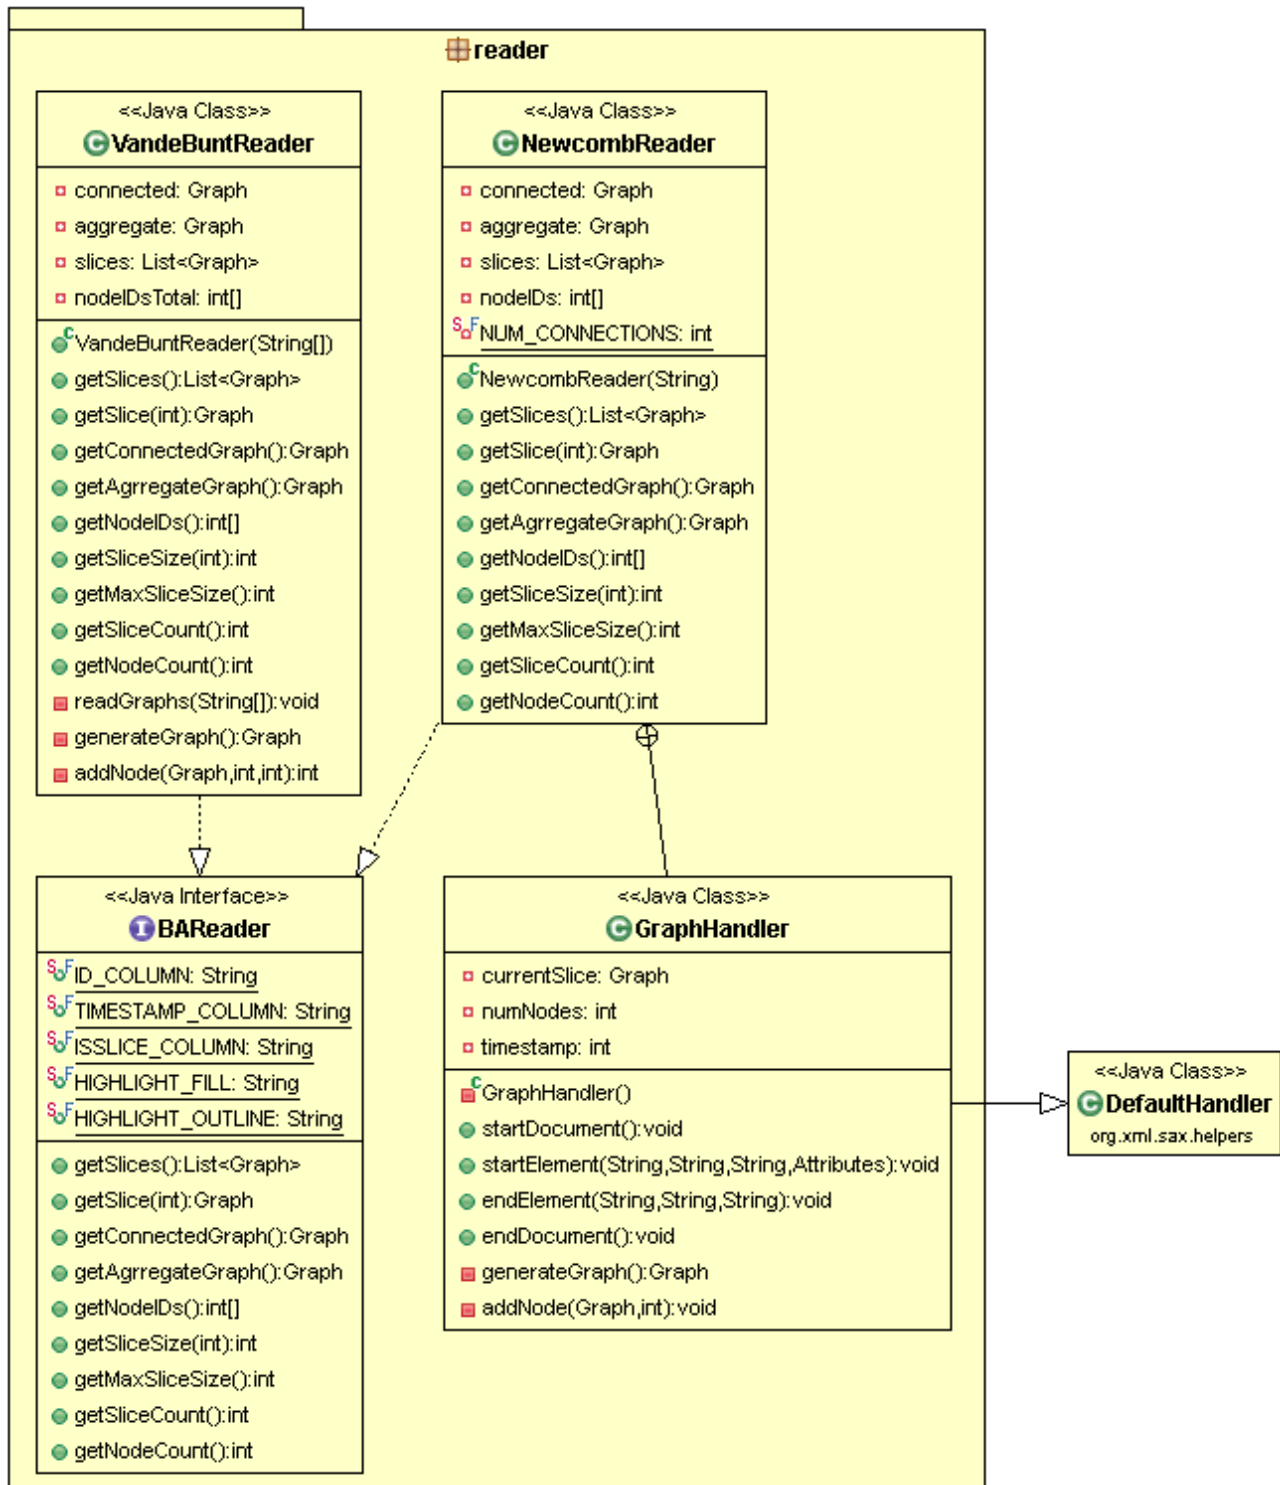 reader
<<Java Class>>
VandeBuntReader
connected: Graph
aggregate: Graph
slices: List<Graph>
nodeIDsTotal: int[]
VandeBuntReader(String[])
getSlices():List<Graph>
getSlice(int):Graph
getConnectedGraph():Graph
getAgrregateGraph():Graph
getNodeIDs():int[]
getSliceSize(int):int
getMaxSliceSize():int
getSliceCount():int
getNodeCount():int
readGraphs(String[]):void
generateGraph():Graph
addNode(Graph,int,int):int
<<Java Class>>
NewcombReader
connected: Graph
aggregate: Graph
slices: List<Graph>
nodeIDs: int[]
NUM_CONNECTIONS: int
NewcombReader(String)
getSlices():List<Graph>
getSlice(int):Graph
getConnectedGraph():Graph
getAgrregateGraph():Graph
getNodeIDs():int[]
getSliceSize(int):int
getMaxSliceSize():int
getSliceCount():int
getNodeCount():int
<<Java Interface>>
BAReader
ID_COLUMN: String
TIMESTAMP_COLUMN: String
ISSLICE_COLUMN: String
HIGHLIGHT_FILL: String
HIGHLIGHT_OUTLINE: String
getSlices():List<Graph>
getSlice(int):Graph
getConnectedGraph():Graph
getAgrregateGraph():Graph
getNodeIDs():int[]
getSliceSize(int):int
getMaxSliceSize():int
getSliceCount():int
getNodeCount():int
<<Java Class>>
GraphHandler
currentSlice: Graph
numNodes: int
timestamp: int
GraphHandler()
startDocument():void
startElement(String,String,String,Attributes):void
endElement(String,String,String):void
endDocument():void
generateGraph():Graph
addNode(Graph,int):void
<<Java Class>>
DefaultHandler
org.xml.sax.helpers